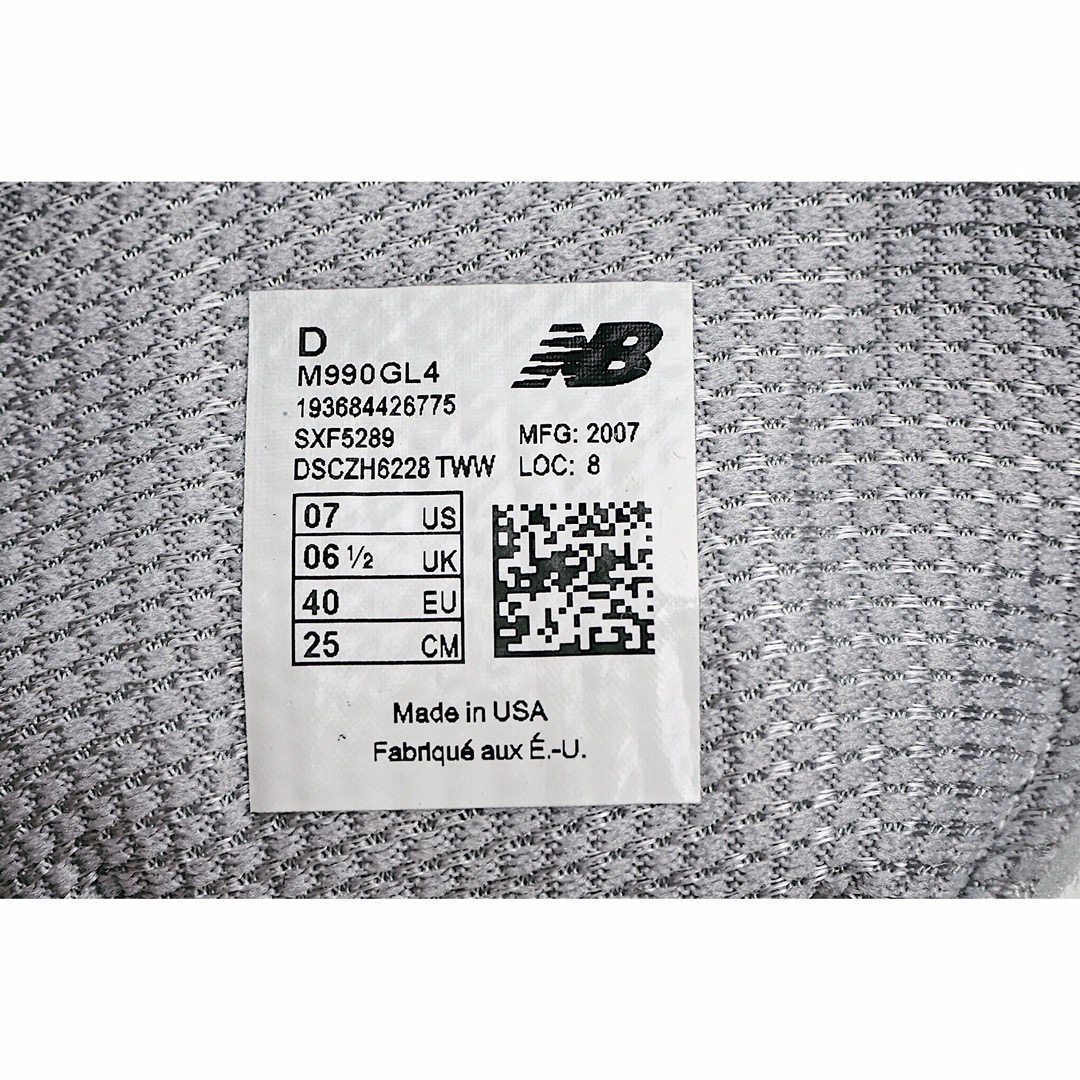 D
NB
M990GL4
193684426775
SXF5289
MFG: 2007
DSCZH6228 TWW
LOC: 8
07 US
06 ½ UK
40 EU
25 CM
Made in USA
Fabriqué aux É.-U.